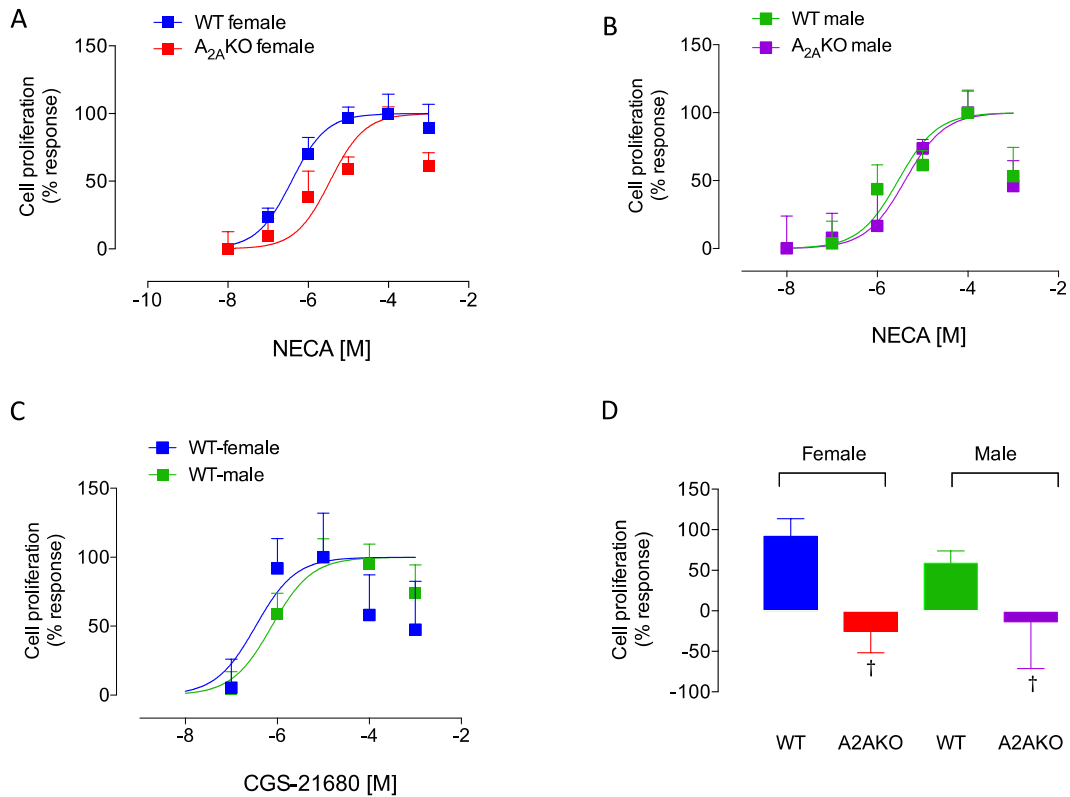 A
WT female
A2AKO female
Cell proliferation
(% response)
150
100
50
0
-10
-8
-6
-4
-2
NECA [M]
B
WT male
A2AKO male
Cell proliferation
(% response)
150
100
50
0
-8
-6
-4
-2
NECA [M]
C
WT-female
WT-male
Cell proliferation
(% response)
150
100
50
0
-8
-6
-4
-2
CGS-21680 [M]
D
Female
Male
Cell proliferation
(% response)
150
100
50
0
-50
-100
†
†
WT
A2AKO
WT
A2AKO